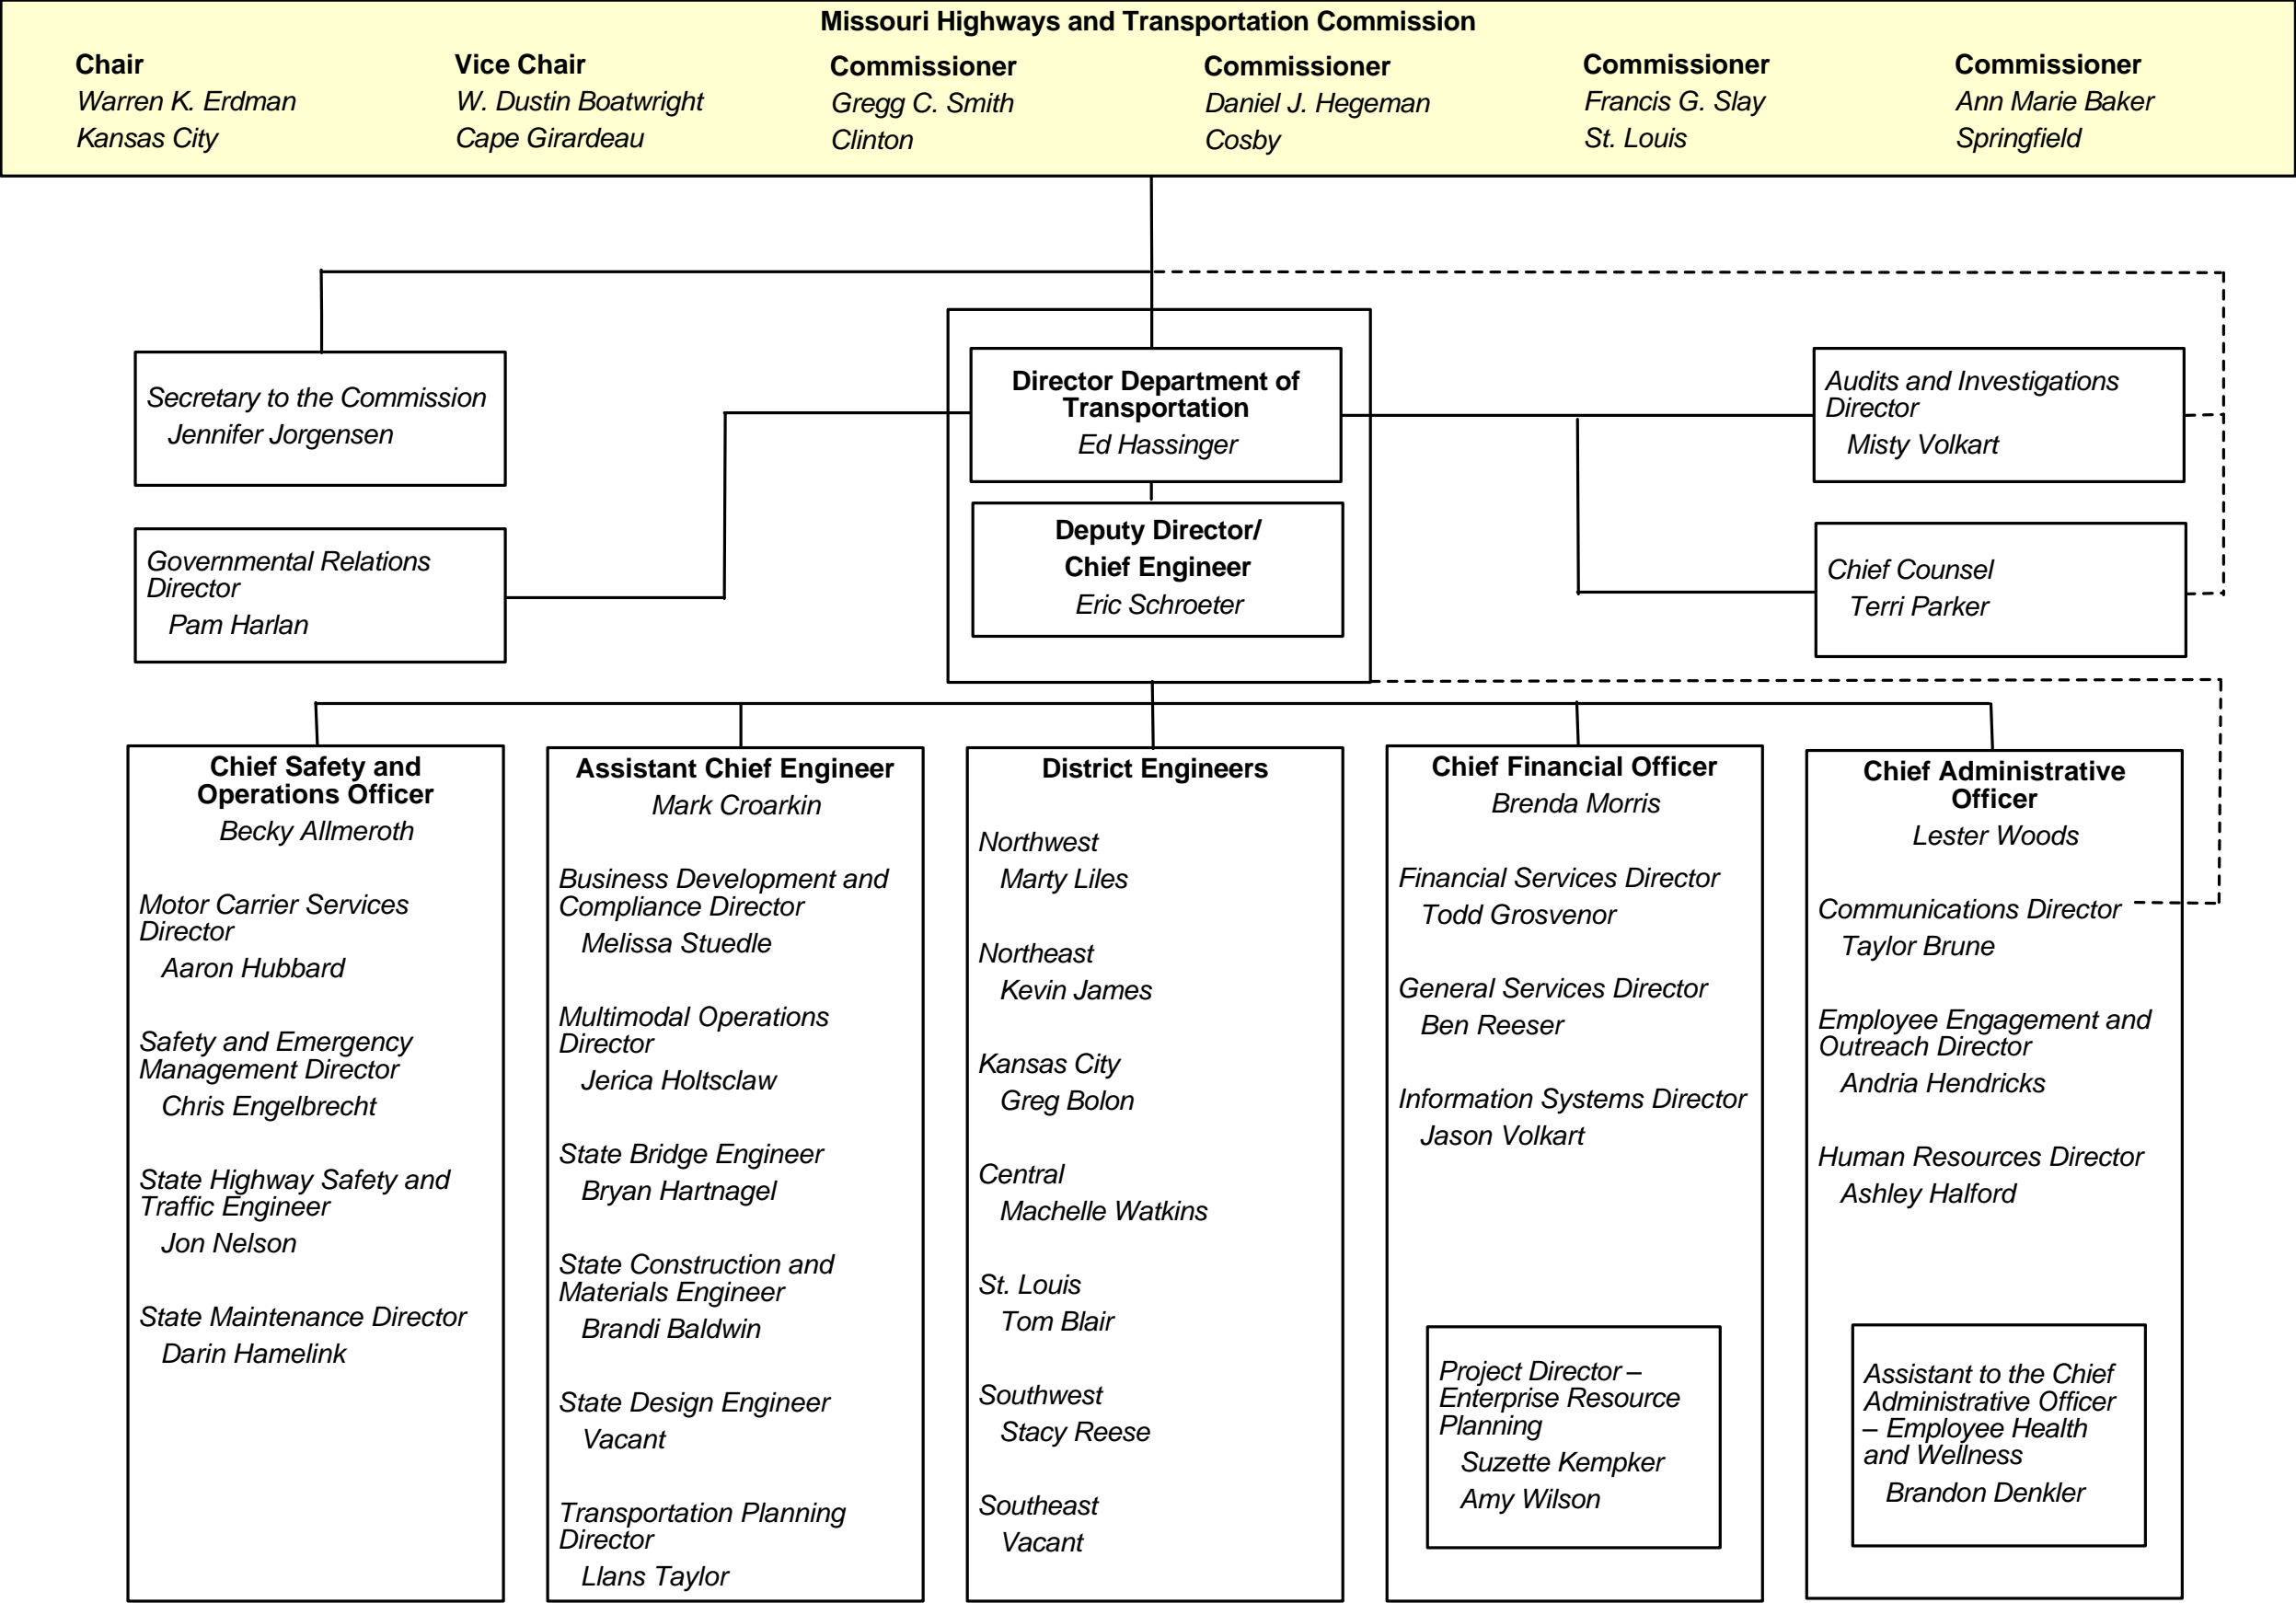 Missouri Highways and Transportation Commission
Chair
Warren K. Erdman
Kansas City
Vice Chair
W. Dustin Boatwright
Cape Girardeau
Commissioner
Gregg C. Smith
Clinton
Commissioner
Daniel J. Hegeman
Cosby
Commissioner
Francis G. Slay
St. Louis
Commissioner
Ann Marie Baker
Springfield
Secretary to the Commission
Jennifer Jorgensen
Director Department of
Transportation
Ed Hassinger
Audits and Investigations
Director
Misty Volkart
Governmental Relations
Director
Pam Harlan
Deputy Director/
Chief Engineer
Eric Schroeter
Chief Counsel
Terri Parker
Chief Safety and
Operations Officer
Becky Allmeroth
Motor Carrier Services
Director
Aaron Hubbard
Safety and Emergency
Management Director
Chris Engelbrecht
State Highway Safety and
Traffic Engineer
Jon Nelson
State Maintenance Director
Darin Hamelink
Assistant Chief Engineer
Mark Croarkin
Business Development and
Compliance Director
Melissa Stuedle
Multimodal Operations
Director
Jerica Holtsclaw
State Bridge Engineer
Bryan Hartnagel
State Construction and
Materials Engineer
Brandi Baldwin
State Design Engineer
Vacant
Transportation Planning
Director
Llans Taylor
District Engineers
Northwest
Marty Liles
Northeast
Kevin James
Kansas City
Greg Bolon
Central
Machelle Watkins
St. Louis
Tom Blair
Southwest
Stacy Reese
Southeast
Vacant
Chief Financial Officer
Brenda Morris
Financial Services Director
Todd Grosvenor
General Services Director
Ben Reeser
Information Systems Director
Jason Volkart
Project Director –
Enterprise Resource
Planning
Suzette Kempker
Amy Wilson
Chief Administrative
Officer
Lester Woods
Communications Director
Taylor Brune
Employee Engagement and
Outreach Director
Andria Hendricks
Human Resources Director
Ashley Halford
Assistant to the Chief
Administrative Officer
– Employee Health
and Wellness
Brandon Denkler